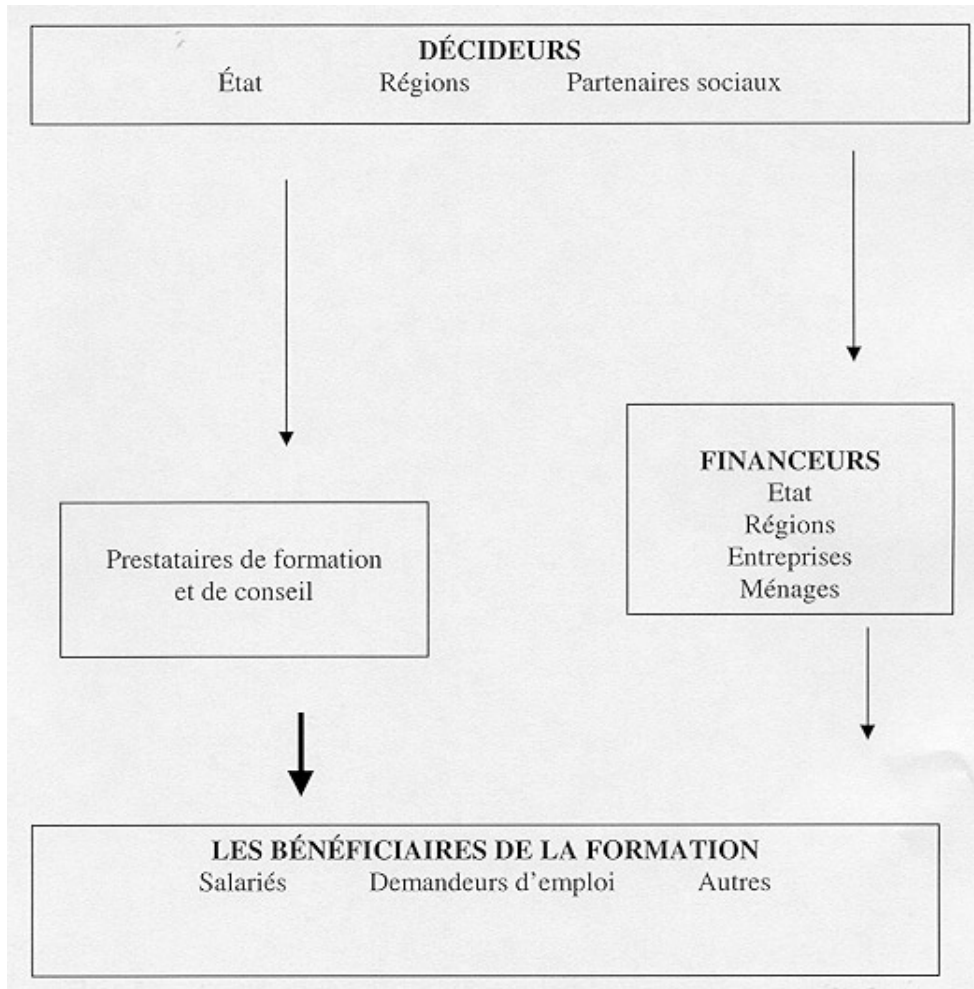 DÉCIDEURS
État Régions Partenaires sociaux
FINANCEURS
Etat
Régions
Entreprises
Ménages
Prestataires de formation
et de conseil
LES BÉNÉFICIAIRES DE LA FORMATION
Salariés Demandeurs d'emploi Autres